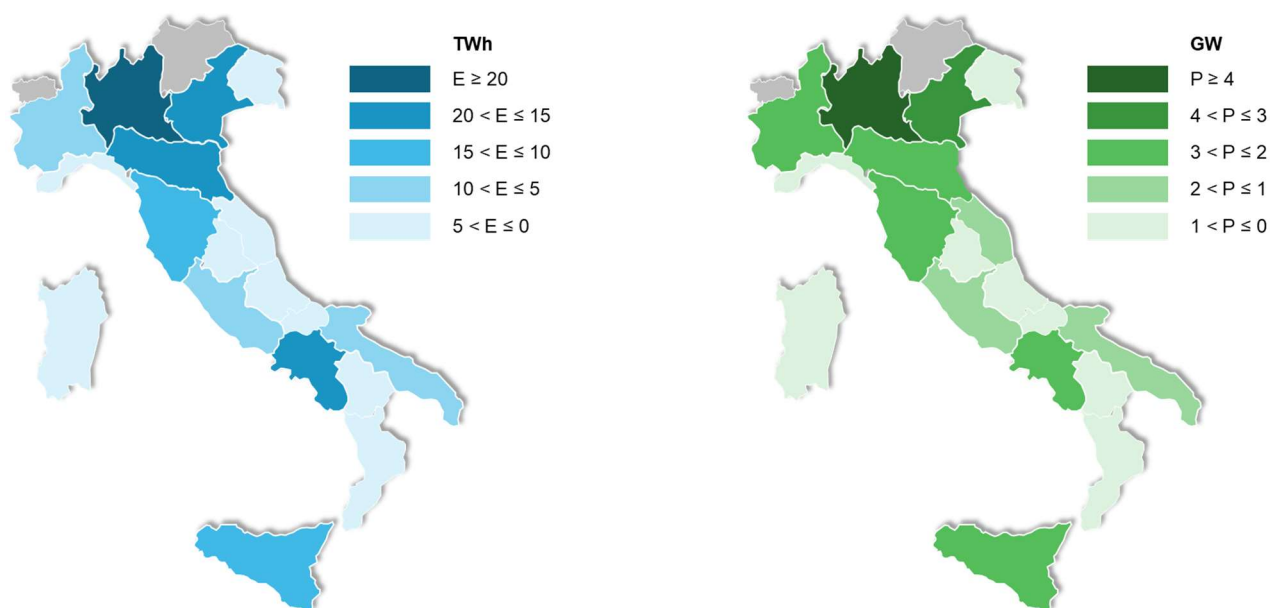 TWh
E ≥ 20
20 < E ≤ 15
15 < E ≤ 10
10 < E ≤ 5
5 < E ≤ 0
GW
P ≥ 4
4 < P ≤ 3
3 < P ≤ 2
2 < P ≤ 1
1 < P ≤ 0